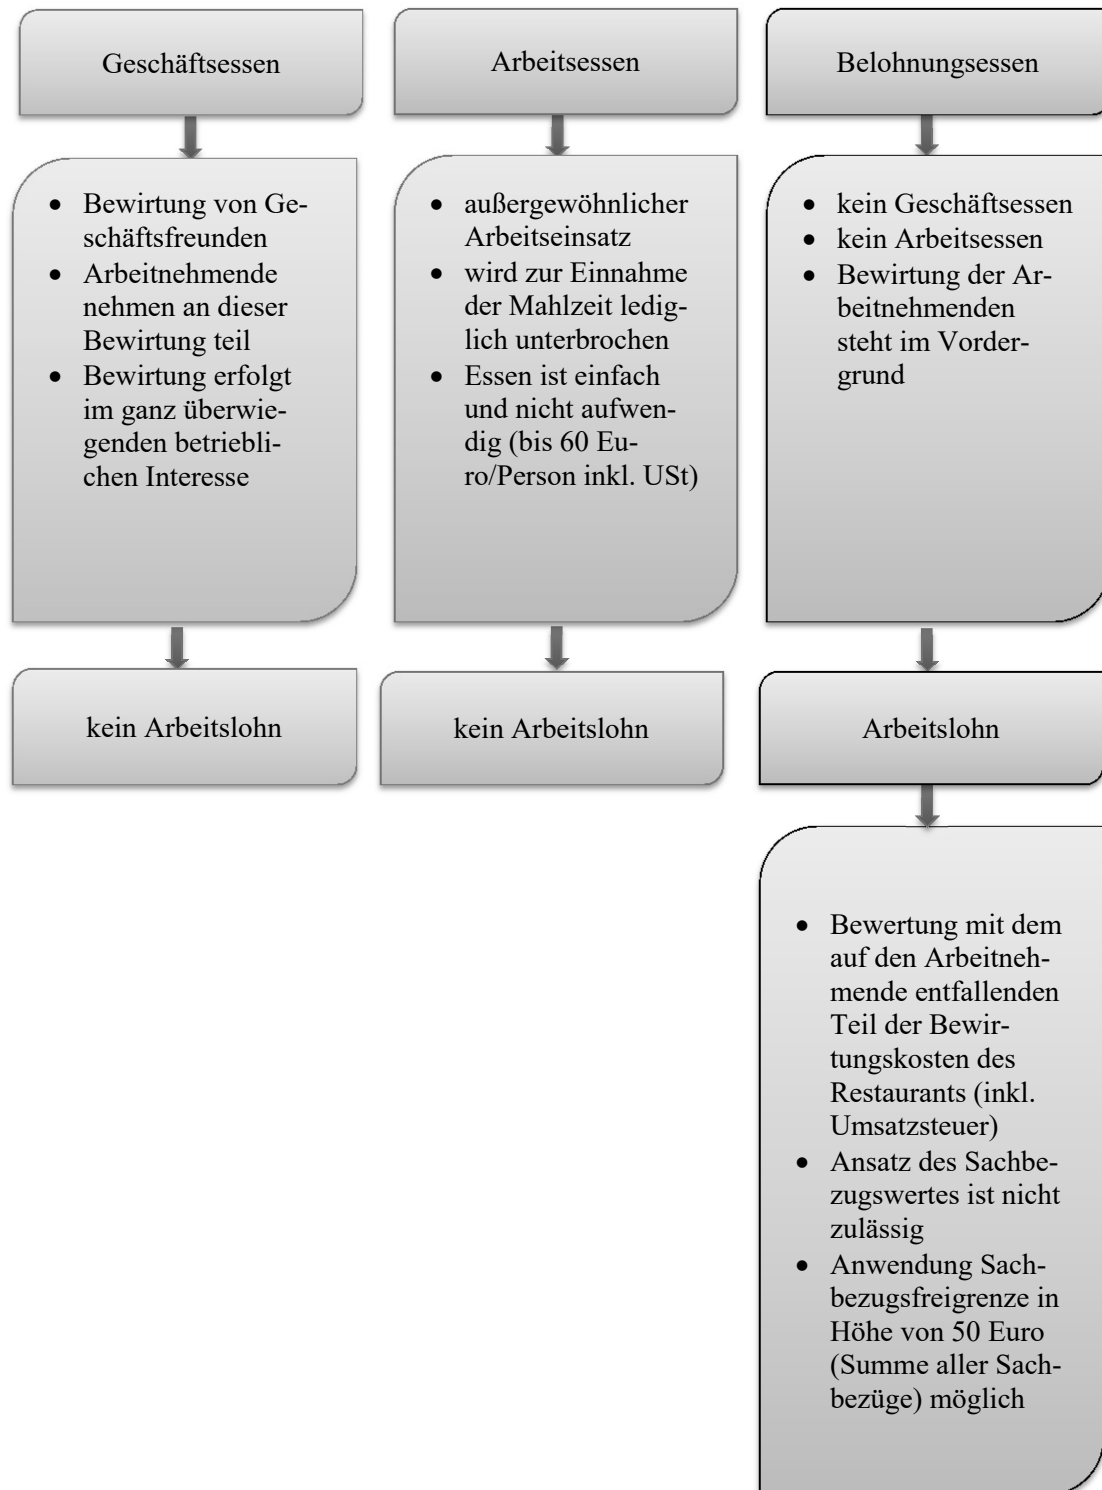 Geschäftsessen
Arbeitsessen
Belohnungsessen
• Bewirtung von Ge-
schäftsfreunden
• Arbeitnehmende
nehmen an dieser
Bewirtung teil
• Bewirtung erfolgt
im ganz überwie-
genden betriebli-
chen Interesse
• außergewöhnlicher
Arbeitseinsatz
• wird zur Einnahme
der Mahlzeit ledig-
lich unterbrochen
• Essen ist einfach
und nicht aufwen-
dig (bis 60 Eu-
ro/Person inkl. USt)
• kein Geschäftsessen
• kein Arbeitsessen
• Bewirtung der Ar-
beitnehmenden
steht im Vorder-
grund
kein Arbeitslohn
kein Arbeitslohn
Arbeitslohn
• Bewertung mit dem
auf den Arbeitneh-
mende entfallenden
Teil der Bewir-
tungskosten des
Restaurants (inkl.
Umsatzsteuer)
• Ansatz des Sachbe-
zugswertes ist nicht
zulässig
• Anwendung Sach-
bezugsfreigrenze in
Höhe von 50 Euro
(Summe aller Sach-
bezüge) möglich